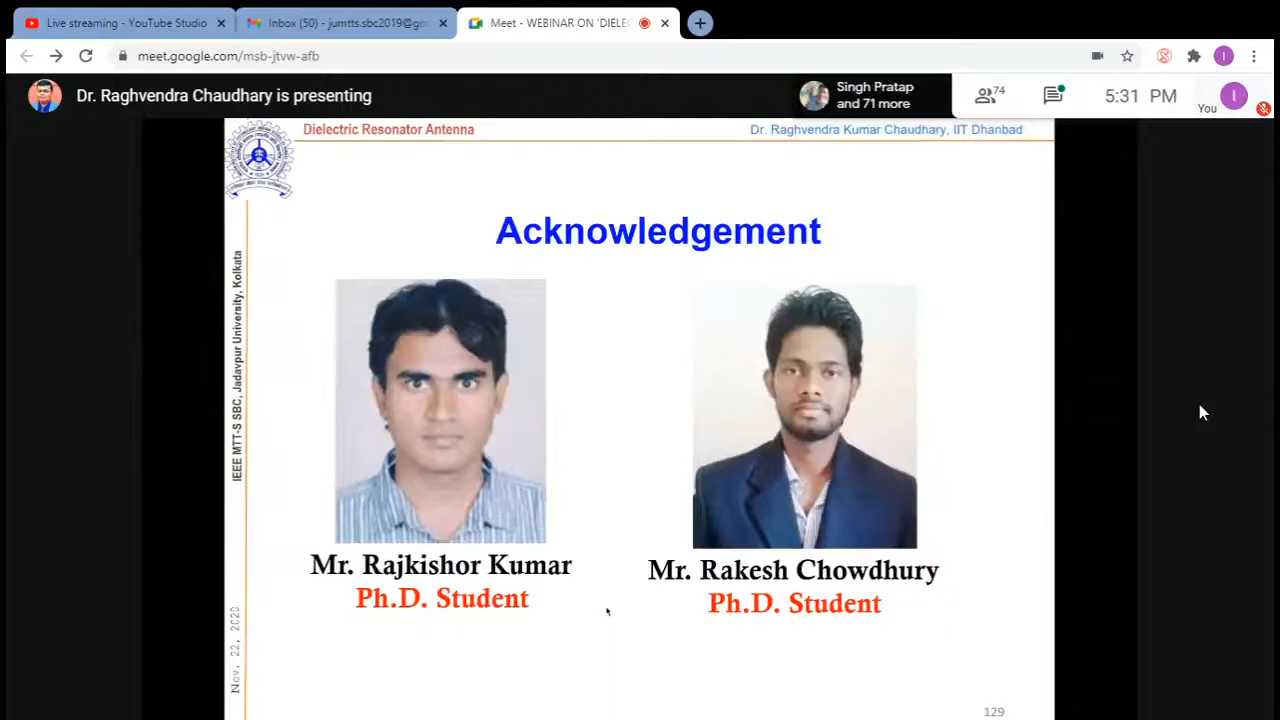 Live streaming - YouTube Studio
Inbox (50) - jumtts.sbc2019@gm
Meet - WEBINAR ON 'DIELE
meet.google.com/msb-jtvw-afb
Dr. Raghvendra Chaudhary is presenting
Singh Pratap
and 71 more
74
5:31 PM
You
I
I
Dielectric Resonator Antenna
Dr. Raghvendra Kumar Chaudhary, IIT Dhanbad
Acknowledgement
IEEE MTT-S SBC, Jadavpur University, Kolkata
Mr. Rajkishor Kumar
Ph.D. Student
Mr. Rakesh Chowdhury
Ph.D. Student
Nov. 22, 2020
129